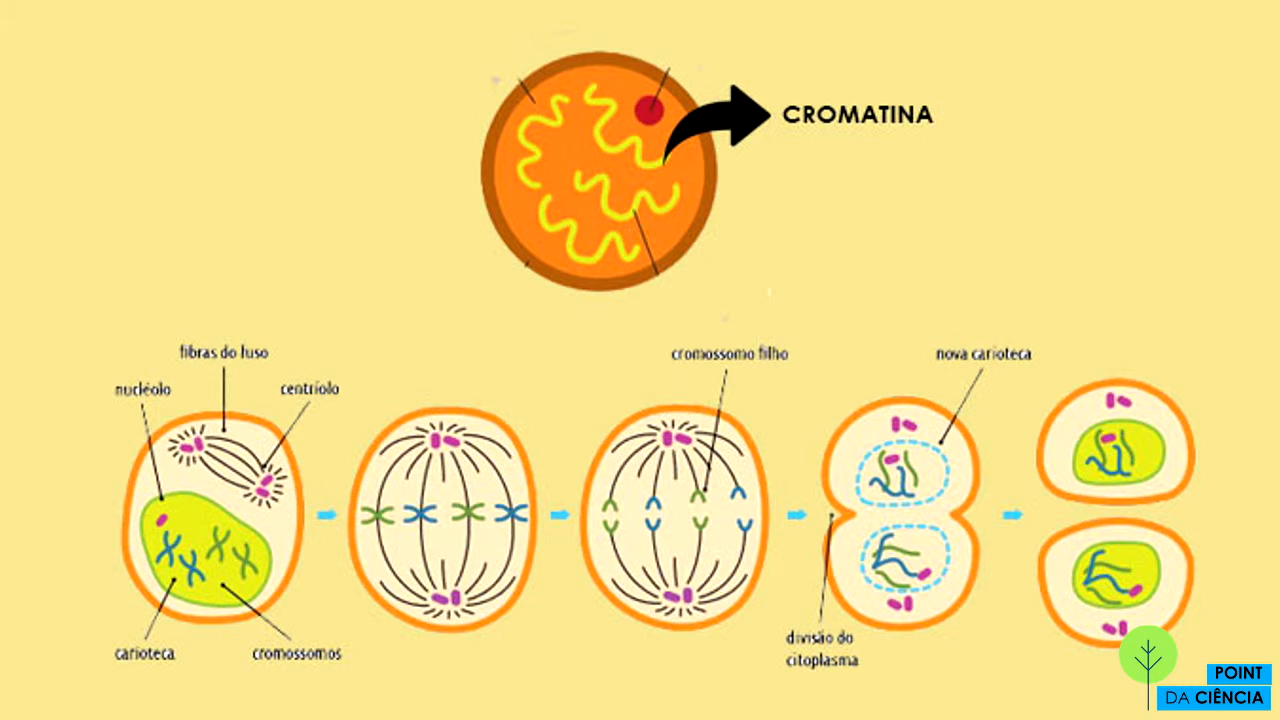 CROMATINA
fibras do fuso
nucléolo
centríolo
cromossomo filho
nova carioteca
carioteca
cromossomos
divisão do
citoplasma
POINT
DA CIÊNCIA